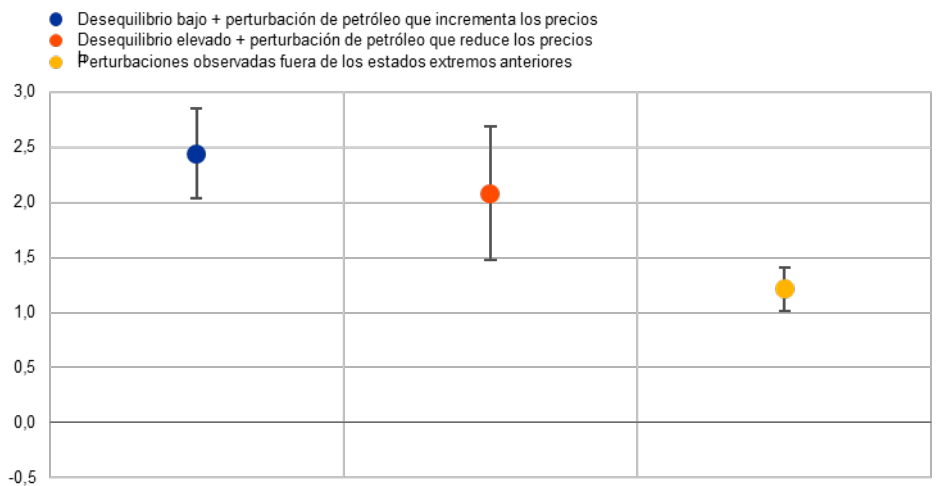 Desequilibrio bajo + perturbación de petróleo que incrementa los precios
Desequilibrio elevado + perturbación de petróleo que reduce los precios
h
Perturbaciones observadas fuera de los estados extremos anteriores
3,0
2,5
2,0
1,5
1,0
0,5
0,0
-0,5